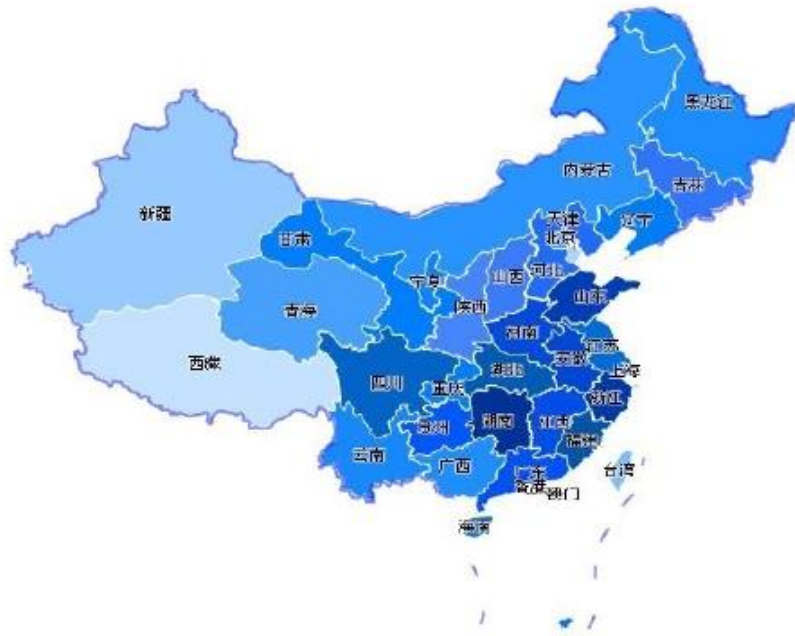 黑龙江
内蒙古
吉林
新疆
天津
辽宁
北京
甘肃
河北
宁夏
山西
山东
青海
陕西
河南
江苏
西藏
安徽
上海
四川
湖北
重庆
浙江
湖南
江西
贵州
福建
云南
广西
广东
台湾
香港
澳门
海南